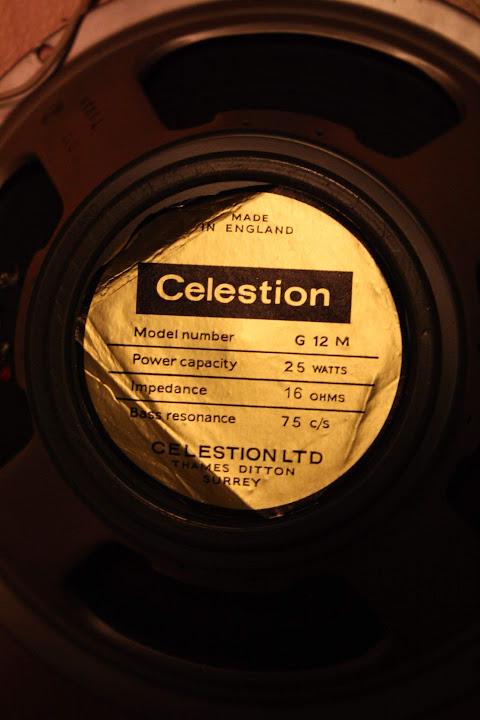 MADE
IN ENGLAND
Celestion
Model number G 12 M
Power capacity 25 WATTS
Impedance 16 OHMS
Bass resonance 75 c/s
CELESTION LTD
THAMES DITTON
SURREY